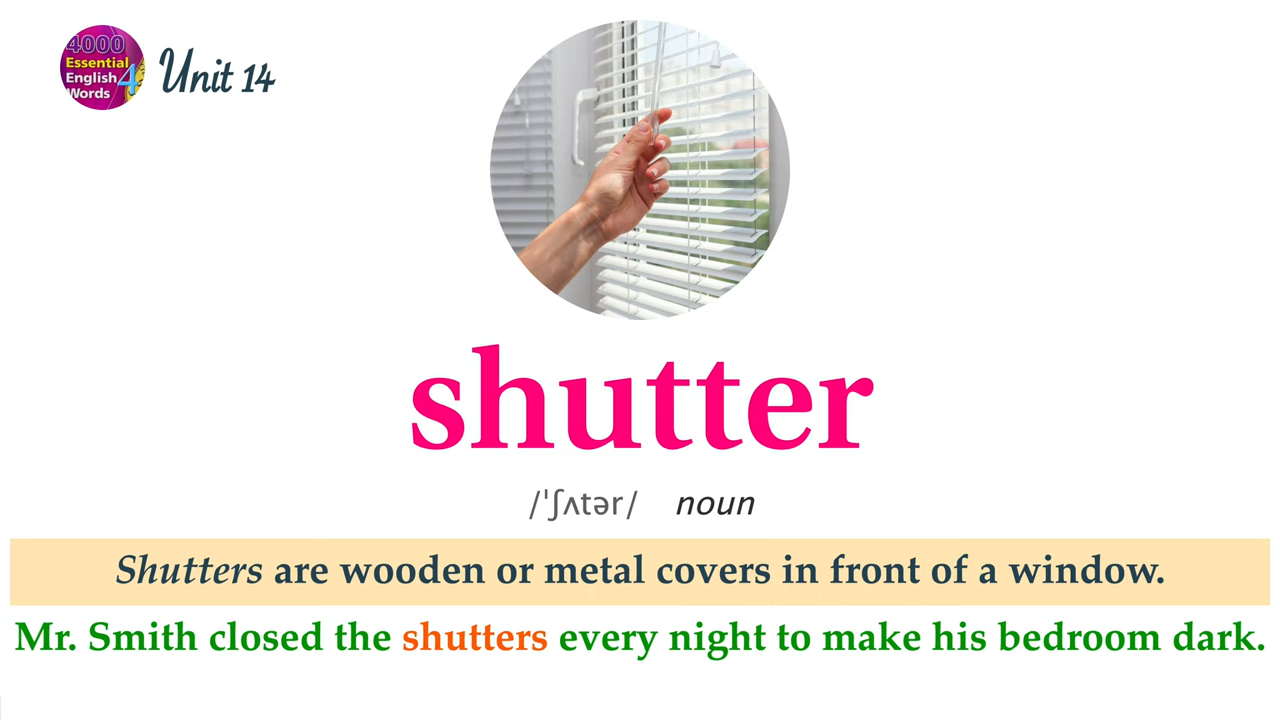 4000
Essential
English 4
Words
Unit 14
shutter
/ˈʃʌtər/ noun
Shutters are wooden or metal covers in front of a window.
Mr. Smith closed the shutters every night to make his bedroom dark.